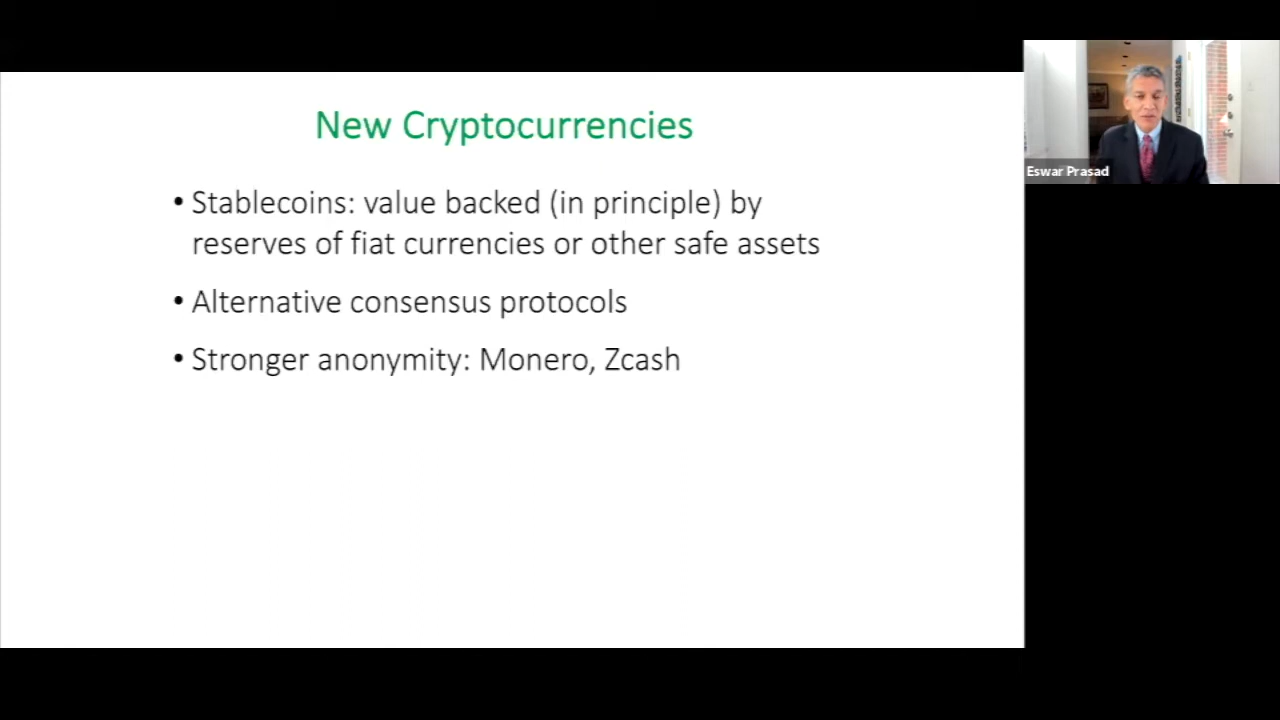 New Cryptocurrencies
• Stablecoins: value backed (in principle) by
reserves of fiat currencies or other safe assets
• Alternative consensus protocols
• Stronger anonymity: Monero, Zcash
Eswar Prasad